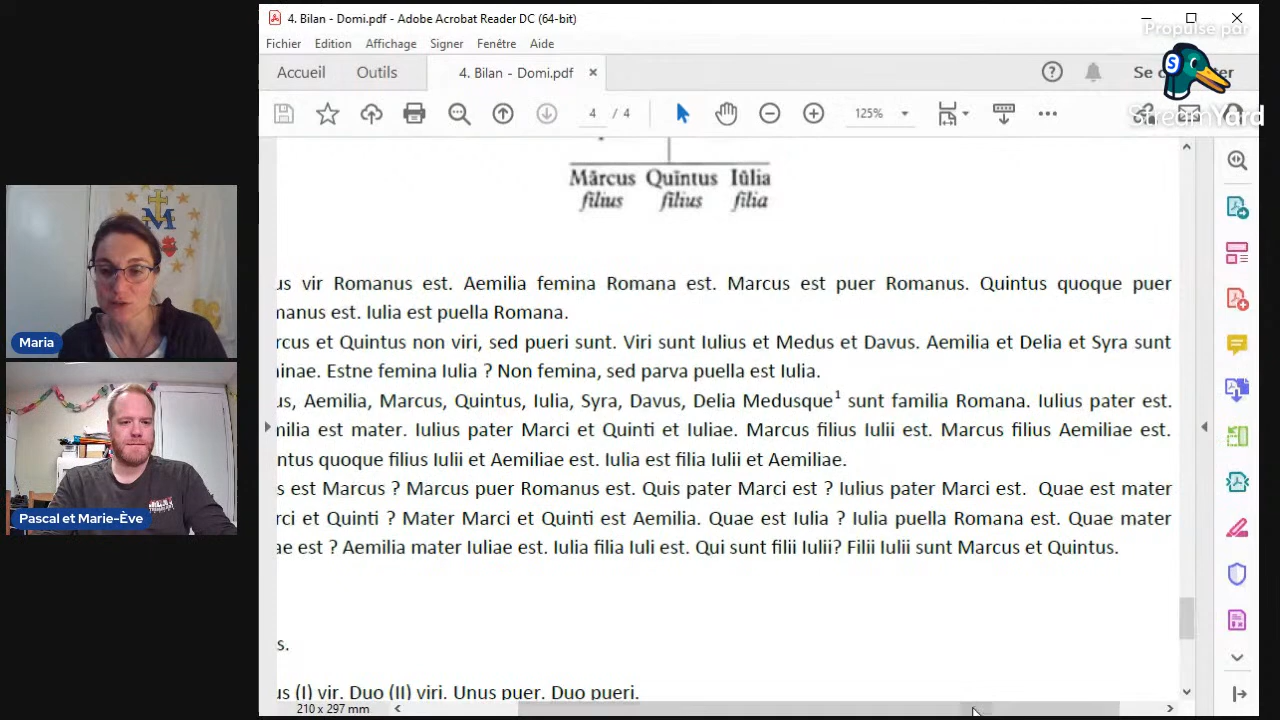 4. Bilan - Domi.pdf - Adobe Acrobat Reader DC (64-bit)
Propulsé par
Fichier Edition Affichage Signer Fenêtre Aide
Accueil Outils 4. Bilan - Domi.pdf × Se
StreamYard
4 / 4 125%
Mārcus Quīntus Iūlia
fīlius fīlius fīlia
us vir Romanus est. Aemilia femina Romana est. Marcus est puer Romanus. Quintus quoque puer
manus est. Iulia est puella Romana.
rcus et Quintus non viri, sed pueri sunt. Viri sunt Iulius et Medus et Davus. Aemilia et Delia et Syra sunt
inae. Estne femina Iulia ? Non femina, sed parva puella est Iulia.
us, Aemilia, Marcus, Quintus, Iulia, Syra, Davus, Delia Medusque¹ sunt familia Romana. Iulius pater est.
milia est mater. Iulius pater Marci et Quinti et Iuliae. Marcus filius Iulii est. Marcus filius Aemiliae est.
ntus quoque filius Iulii et Aemiliae est. Iulia est filia Iulii et Aemiliae.
s est Marcus ? Marcus puer Romanus est. Quis pater Marci est ? Iulius pater Marci est. Quae est mater
rci et Quinti ? Mater Marci et Quinti est Aemilia. Quae est Iulia ? Iulia puella Romana est. Quae mater
ae est ? Aemilia mater Iuliae est. Iulia filia Iuli est. Qui sunt filii Iulii? Filii Iulii sunt Marcus et Quintus.
s.
us (I) vir. Duo (II) viri. Unus puer. Duo pueri.
210 x 297 mm
Maria
Pascal et Marie-Ève